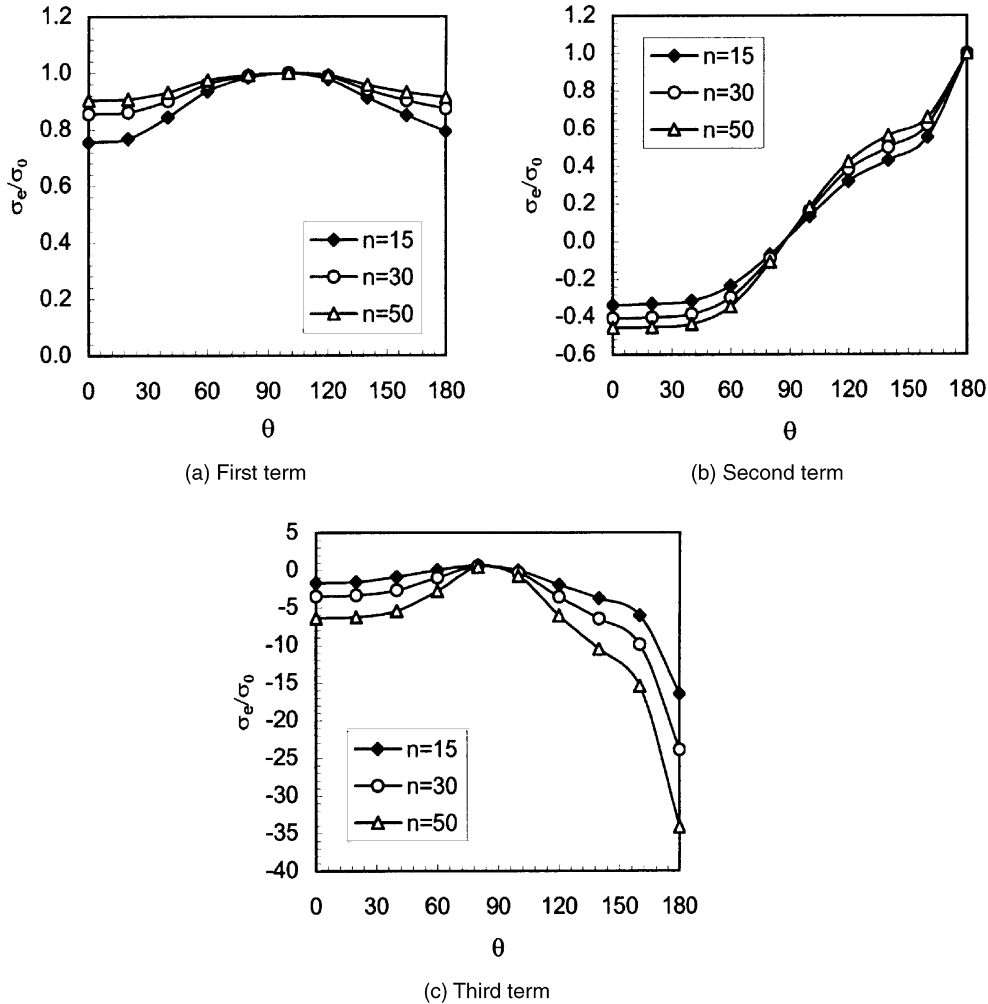 1.2
1.0
0.8
0.6
0.4
0.2
0.0
σe/σ0
n=15
n=30
n=50
0 30 60 90 120 150 180
θ
(a) First term
1.2
1.0
0.8
0.6
0.4
0.2
0.0
-0.2
-0.4
-0.6
σe/σ0
n=15
n=30
n=50
0 30 60 90 120 150 180
θ
(b) Second term
5
0
-5
-10
-15
-20
-25
-30
-35
-40
σe/σ0
n=15
n=30
n=50
0 30 60 90 120 150 180
θ
(c) Third term